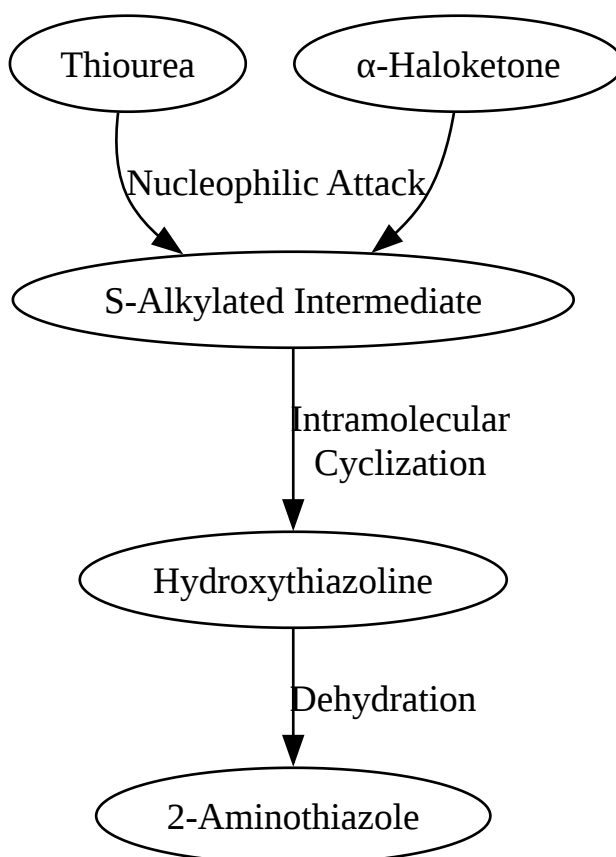 Thiourea
α-Haloketone
Nucleophilic Attack
S-Alkylated Intermediate
Intramolecular
Cyclization
Hydroxythiazoline
Dehydration
2-Aminothiazole